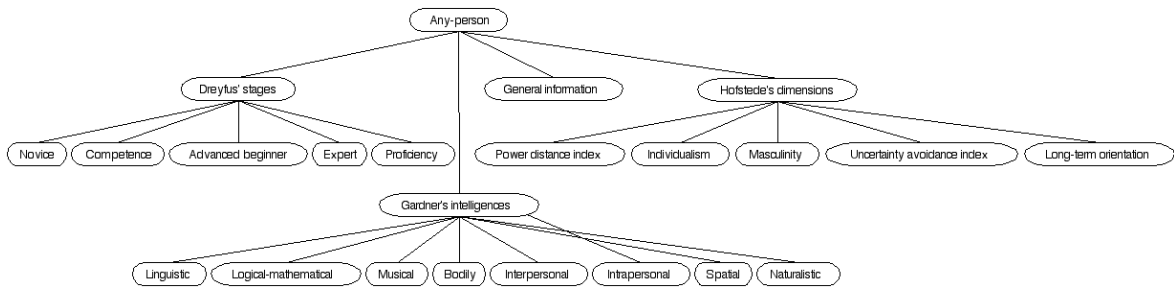 Any-person
Dreyfus' stages
General information
Hofstede's dimensions
Novice
Competence
Advanced beginner
Expert
Proficiency
Power distance index
Individualism
Masculinity
Uncertainty avoidance index
Long-term orientation
Gardner's intelligences
Linguistic
Logical-mathematical
Musical
Bodily
Interpersonal
Intrapersonal
Spatial
Naturalistic